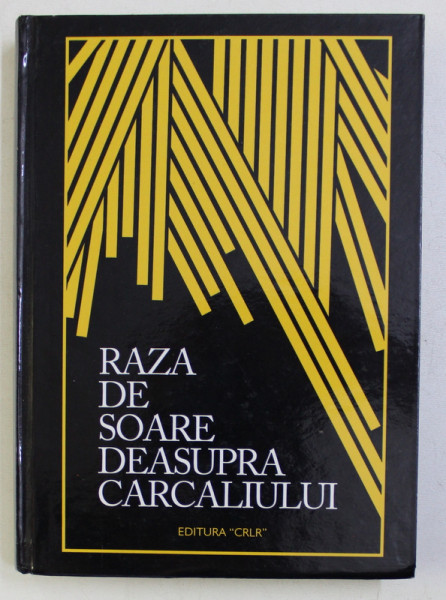 RAZA
DE
SOARE
DEASUPRA
CARCALIULUI
EDITURA "CRLR"